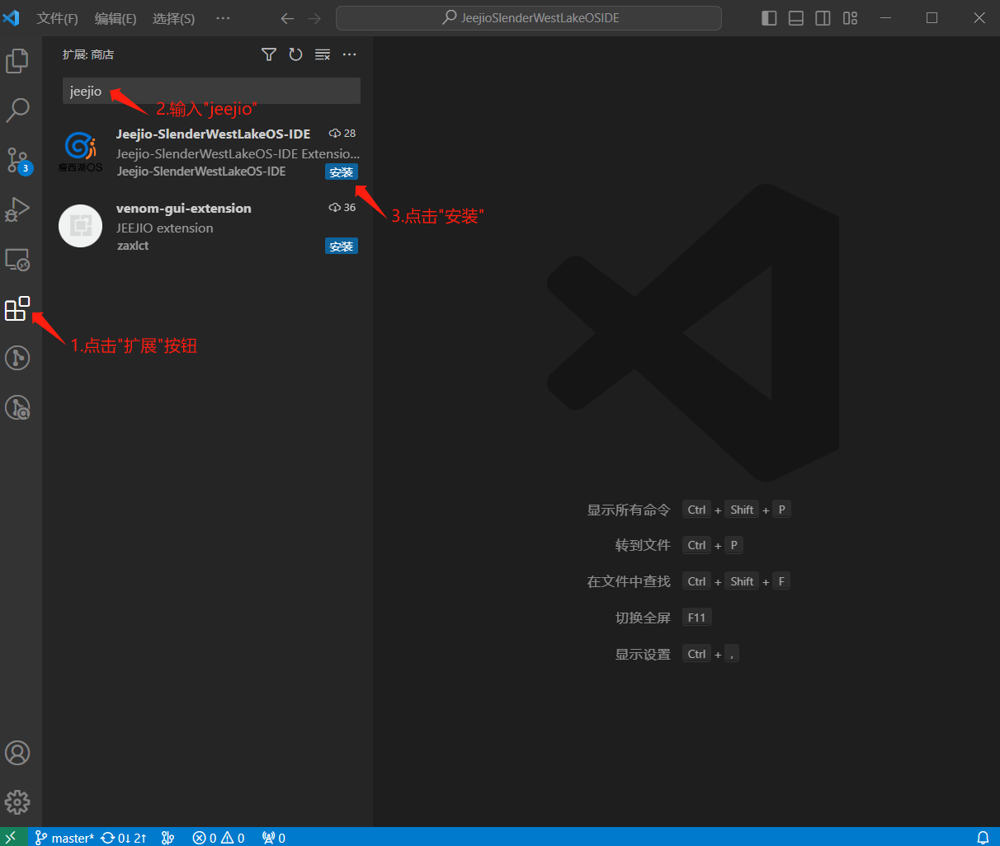 文件(F) 编辑(E) 选择(S) ··· JeejioSlenderWestLakeOSIDE
扩展: 商店
jeejio
2.输入"jeejio"
Jeejio-SlenderWestLakeOS-IDE 28
Jeejio-SlenderWestLakeOS-IDE Extensio...
瘦西湖OS
Jeejio-SlenderWestLakeOS-IDE 安装
3.点击"安装"
venom-gui-extension 36
JEEJIO extension
zaxlct 安装
1.点击"扩展"按钮
3
显示所有命令 Ctrl + Shift + P
转到文件 Ctrl + P
在文件中查找 Ctrl + Shift + F
切换全屏 F11
显示设置 Ctrl + ,
master* 0↓ 2↑ 0 0 0